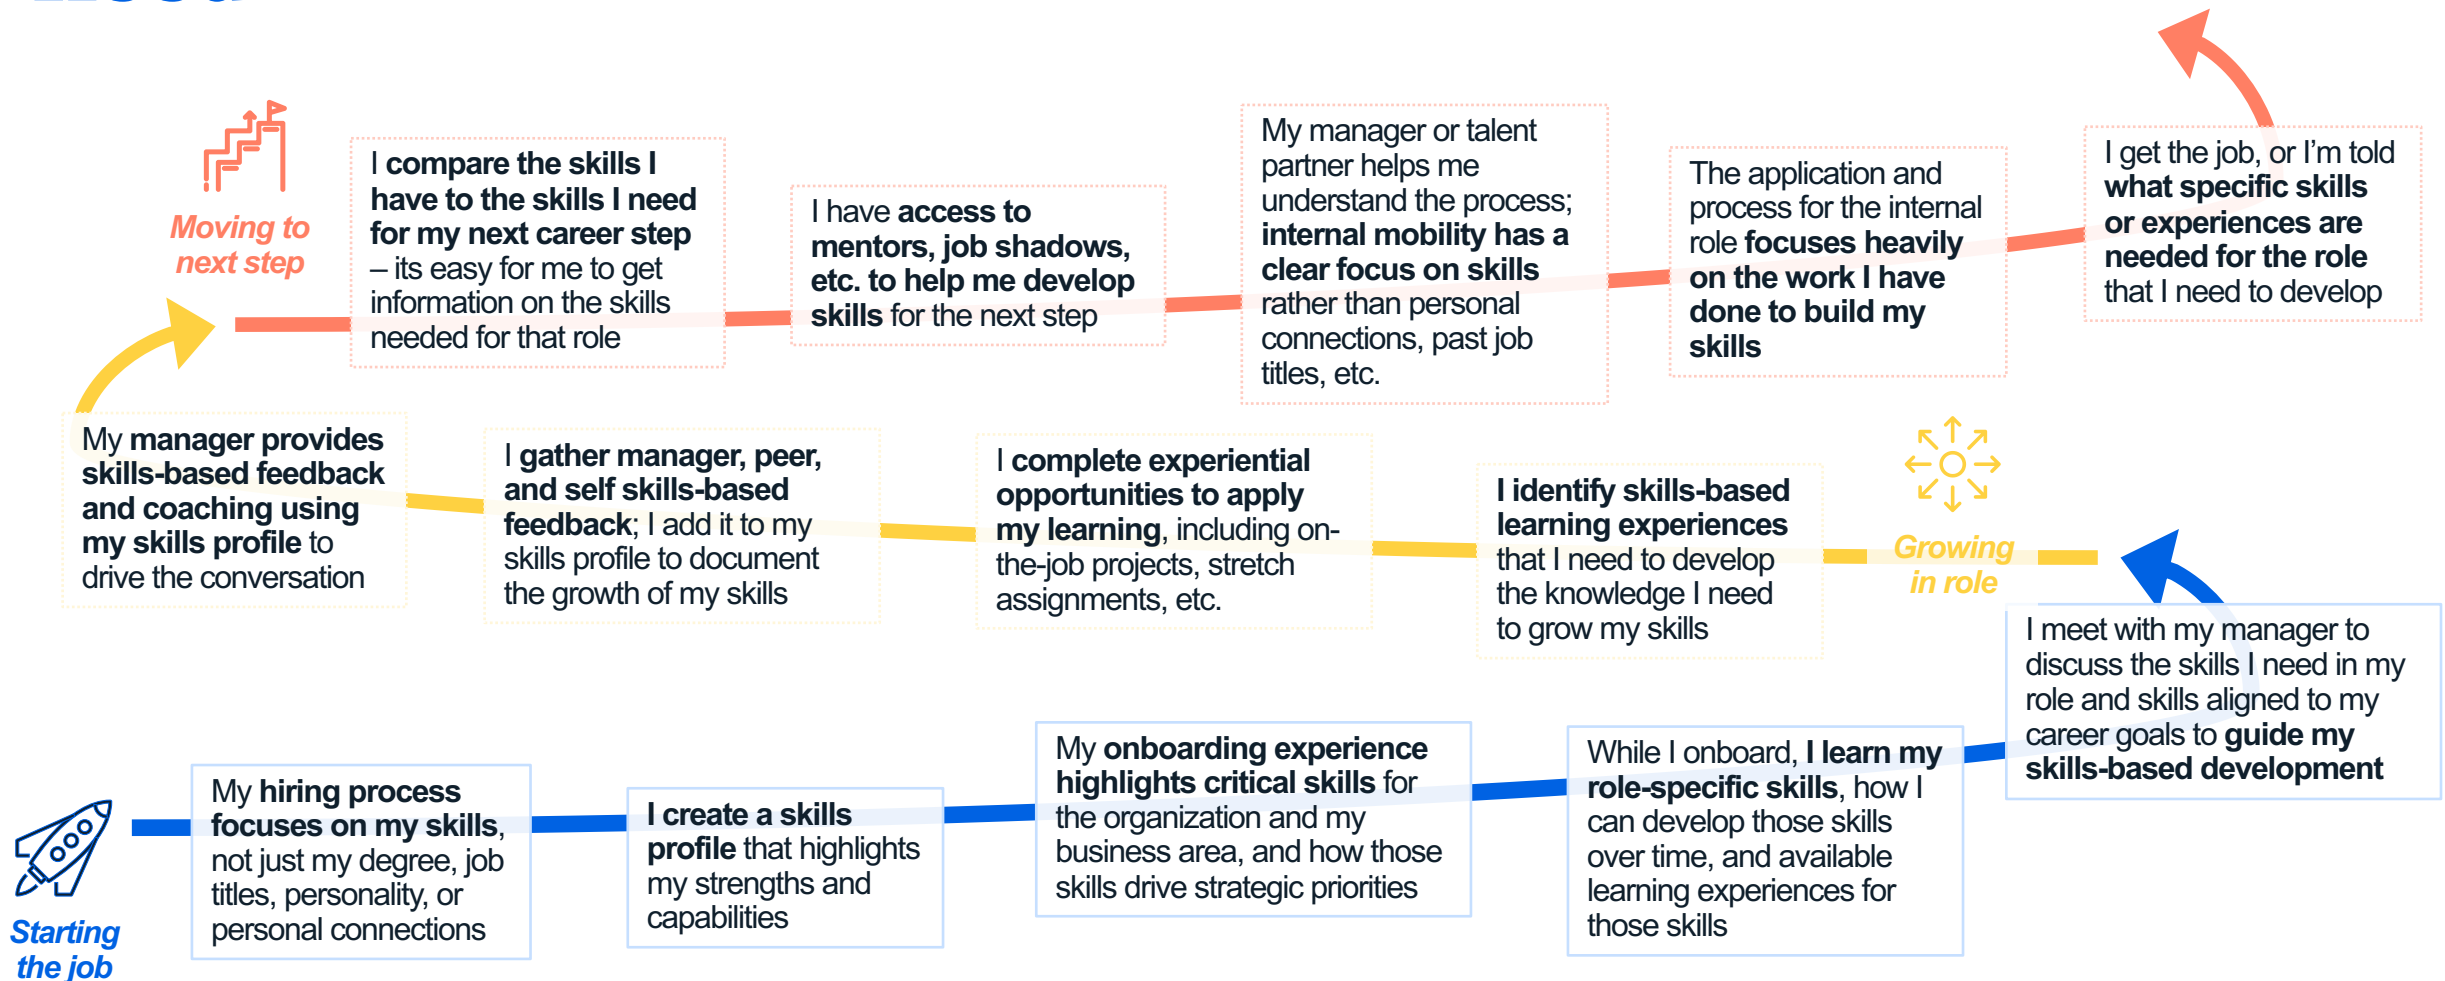 Moving to
next step
I compare the skills I
have to the skills I need
for my next career step
– its easy for me to get
information on the skills
needed for that role
I have access to
mentors, job shadows,
etc. to help me develop
skills for the next step
My manager or talent
partner helps me
understand the process;
internal mobility has a
clear focus on skills
rather than personal
connections, past job
titles, etc.
The application and
process for the internal
role focuses heavily
on the work I have
done to build my
skills
I get the job, or I’m told
what specific skills
or experiences are
needed for the role
that I need to develop
My manager provides
skills-based feedback
and coaching using
my skills profile to
drive the conversation
I gather manager, peer,
and self skills-based
feedback; I add it to my
skills profile to document
the growth of my skills
I complete experiential
opportunities to apply
my learning, including on-
the-job projects, stretch
assignments, etc.
I identify skills-based
learning experiences
that I need to develop
the knowledge I need
to grow my skills
Growing
in role
Starting
the job
My hiring process
focuses on my skills,
not just my degree, job
titles, personality, or
personal connections
I create a skills
profile that highlights
my strengths and
capabilities
My onboarding experience
highlights critical skills for
the organization and my
business area, and how those
skills drive strategic priorities
While I onboard, I learn my
role-specific skills, how I
can develop those skills
over time, and available
learning experiences for
those skills
I meet with my manager to
discuss the skills I need in my
role and skills aligned to my
career goals to guide my
skills-based development